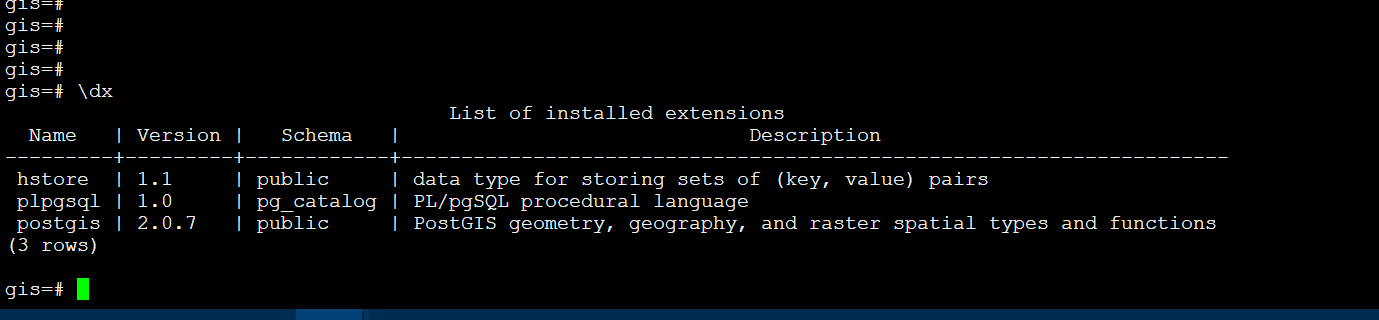 gis=#
gis=#
gis=#
gis=#
gis=# \dx
List of installed extensions
Name | Version | Schema | Description
---------+---------+------------+---------------------------------------------------------------------
hstore | 1.1 | public | data type for storing sets of (key, value) pairs
plpgsql | 1.0 | pg_catalog | PL/pgSQL procedural language
postgis | 2.0.7 | public | PostGIS geometry, geography, and raster spatial types and functions
(3 rows)
gis=#